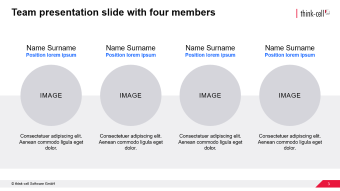 Team presentation slide with four members
think-cell
Name Surname Name Surname Name Surname Name Surname
Position lorem ipsum Position lorem ipsum Position lorem ipsum Position lorem ipsum
IMAGE IMAGE IMAGE IMAGE
Consectetuer adipiscing elit. Consectetuer adipiscing elit. Consectetuer adipiscing elit. Consectetuer adipiscing elit.
Aenean commodo ligula eget Aenean commodo ligula eget Aenean commodo ligula eget Aenean commodo ligula eget
dolor. dolor. dolor. dolor.
© think-cell Software GmbH